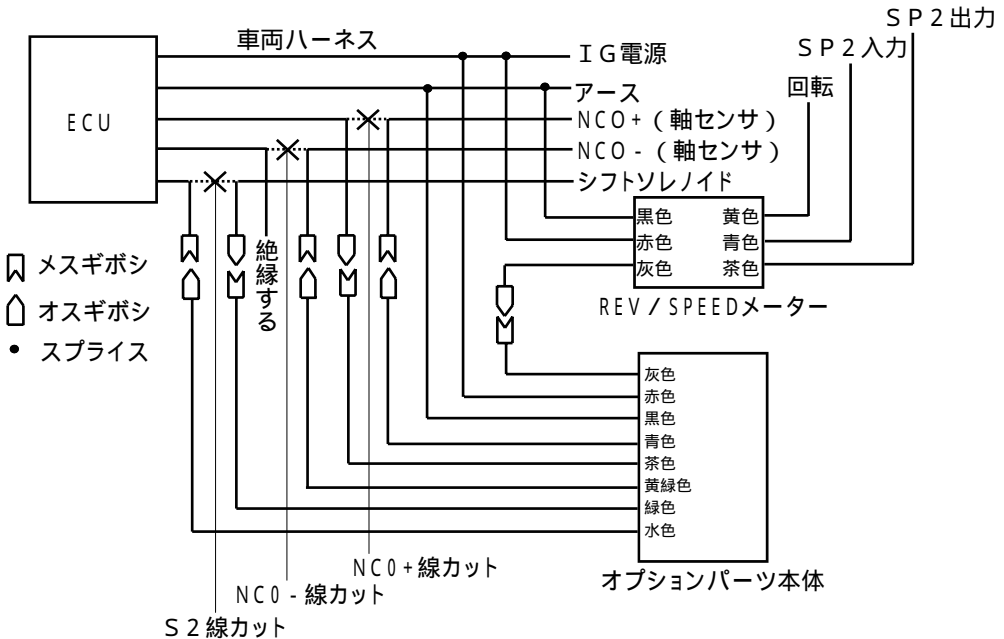 SP2出力
SP2入力
回転
車両ハーネス
ECU
IG電源
アース
NCO+(軸センサ)
NCO-(軸センサ)
シフトソレノイド
黒色
赤色
灰色
黄色
青色
茶色
REV/SPEDメーター
メスギボシ
オスギボシ
スプライス
絶縁する
灰色
赤色
黒色
青色
茶色
黄緑色
緑色
水色
オプションパーツ本体
NCO+線カット
NCO-線カット
S2線カット